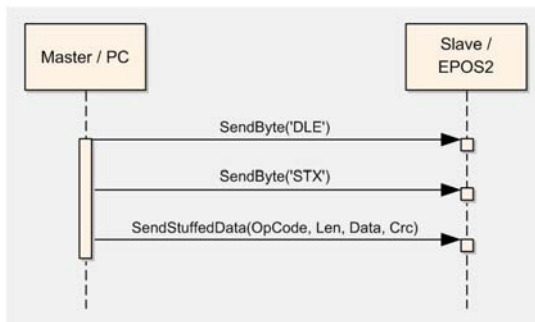 Master / PC
Slave /
EPOS2
SendByte('DLE')
SendByte('STX')
SendStuffedData(OpCode, Len, Data, Crc)